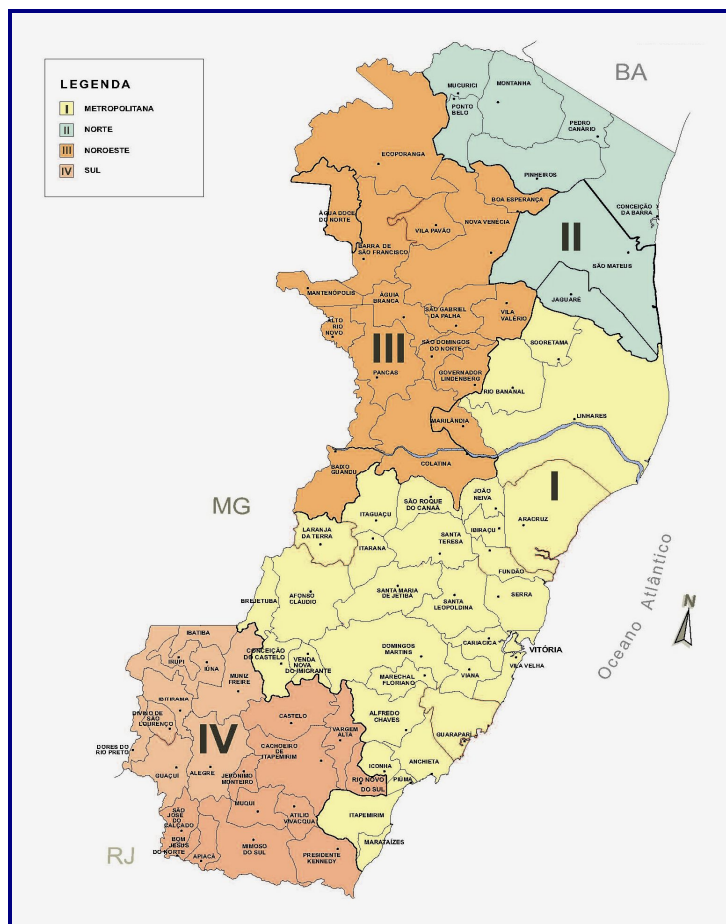 BA
LEGENDA
I METROPOLITANA
II NORTE
III NOROESTE
IV SUL
MUCURICI
MONTANHA
PONTO
BELO
PEDRO
CANÁRIO
ECOPORANGA
PINHEIROS
BOA ESPERANÇA
ÁGUA DOCE
DO NORTE
VILA PAVÃO
NOVA VENÉCIA
CONCEIÇÃO
DA BARRA
II
BARRA DE
SÃO FRANCISCO
SÃO MATEUS
MANTENÓPOLIS
ÁGUIA
BRANCA
JAGUARÉ
SÃO GABRIEL
DA PALHA
VILA
VALÉRIO
ALTO
RIO
NOVO
III
SÃO DOMINGOS
DO NORTE
SOORETAMA
PANCAS
GOVERNADOR
LINDENBERG
RIO BANANAL
MARILÂNDIA
LINHARES
BAIXO
GUANDU
COLATINA
MG
I
ITAGUAÇU
SÃO ROQUE
DO CANAÃ
JOÃO
NEIVA
ARACRUZ
LARANJA
DA TERRA
ITARANA
SANTA
TERESA
IBIRAÇU
FUNDÃO
BREJETUBA
AFONSO
CLÁUDIO
SANTA MARIA
DE JETIBÁ
SANTA
LEOPOLDINA
SERRA
Oceano Atlântico
N
IBATIBA
IRUPI
IÚNA
CONCEIÇÃO
DO CASTELO
VENDA
NOVA
DO IMIGRANTE
DOMINGOS
MARTINS
CARIACICA
VITÓRIA
VILA VELHA
MUNIZ
FREIRE
MARECHAL
FLORIANO
VIANA
IBITIRAMA
DIVINO DE
SÃO
LOURENÇO
CASTELO
ALFREDO
CHAVES
GUARAPARI
VARGEM
ALTA
DORES DO
RIO PRETO
IV
CACHOEIRO
DE
ITAPEMIRIM
GUAÇUÍ
ALEGRE
JERÔNIMO
MONTEIRO
ICONHA
ANCHIETA
RIO NOVO
DO SUL
PIÚMA
MUQUI
ATILIO
VIVACQUA
SÃO
JOSÉ
DO
CALÇADO
ITAPEMIRIM
BOM
JESUS
DO NORTE
MIMOSO
DO SUL
MARATAÍZES
RJ
APIACÁ
PRESIDENTE
KENNEDY